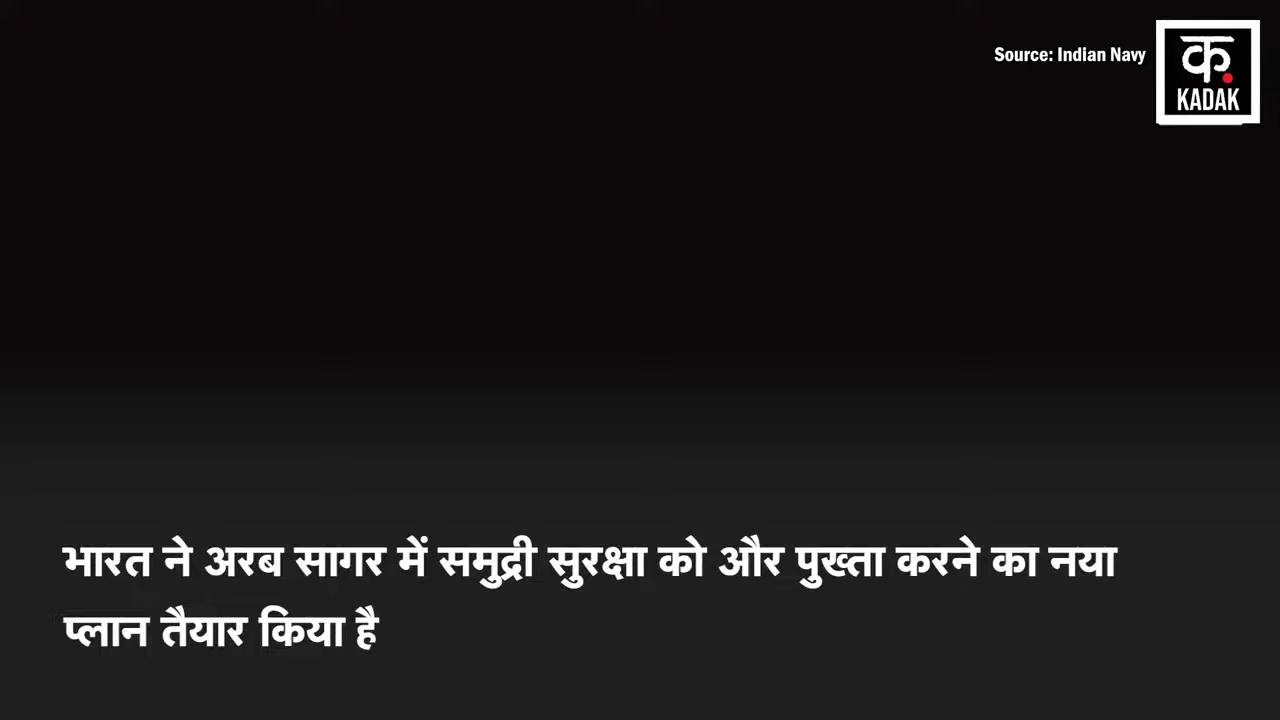 Source: Indian Navy
क.
KADAK
भारत ने अरब सागर में समुद्री सुरक्षा को और पुख्ता करने का नया
प्लान तैयार किया है